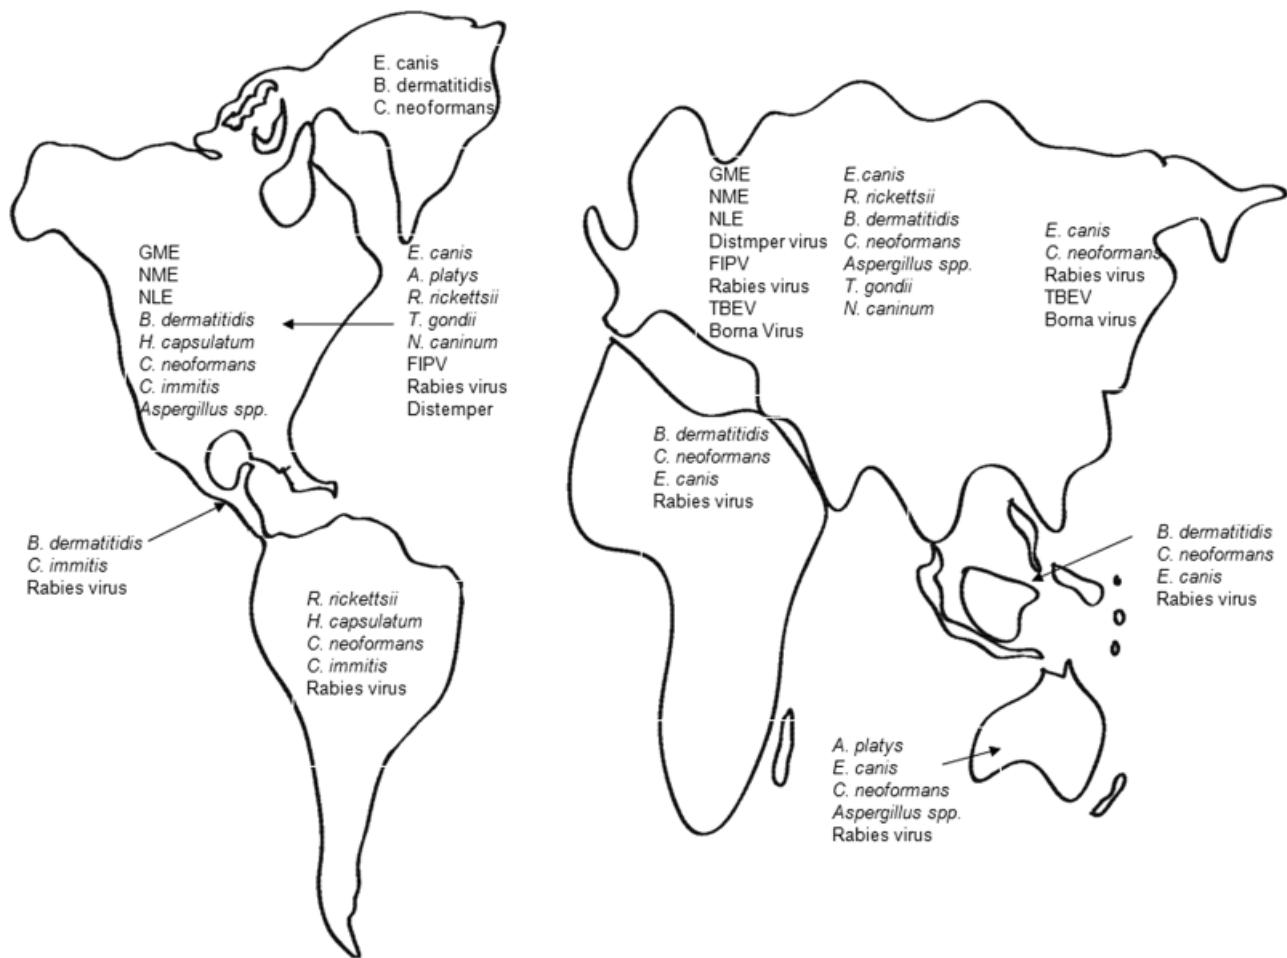 E. canis
B. dermatitidis
C. neoformans
GME
NME
NLE
B. dermatitidis
H. capsulatum
C. neoformans
C. immitis
Aspergillus spp.
E. canis
A. platys
R. rickettsii
T. gondii
N. caninum
FIPV
Rabies virus
Distemper
B. dermatitidis
C. immitis
Rabies virus
R. rickettsii
H. capsulatum
C. neoformans
C. immitis
Rabies virus
GME
NME
NLE
Distmper virus
FIPV
Rabies virus
TBEV
Borna Virus
E.canis
R. rickettsii
B. dermatitidis
C. neoformans
Aspergillus spp.
T. gondii
N. caninum
E. canis
C. neoformans
Rabies virus
TBEV
Borna virus
B. dermatitidis
C. neoformans
E. canis
Rabies virus
B. dermatitidis
C. neoformans
E. canis
Rabies virus
A. platys
E. canis
C. neoformans
Aspergillus spp.
Rabies virus